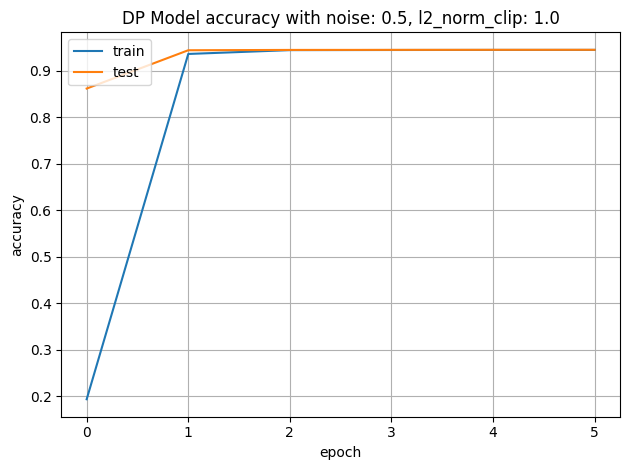 DP Model accuracy with noise: 0.5, l2_norm_clip: 1.0
train
test
0.9
0.8
0.7
0.6
0.5
0.4
0.3
0.2
accuracy
0 1 2 3 4 5
epoch